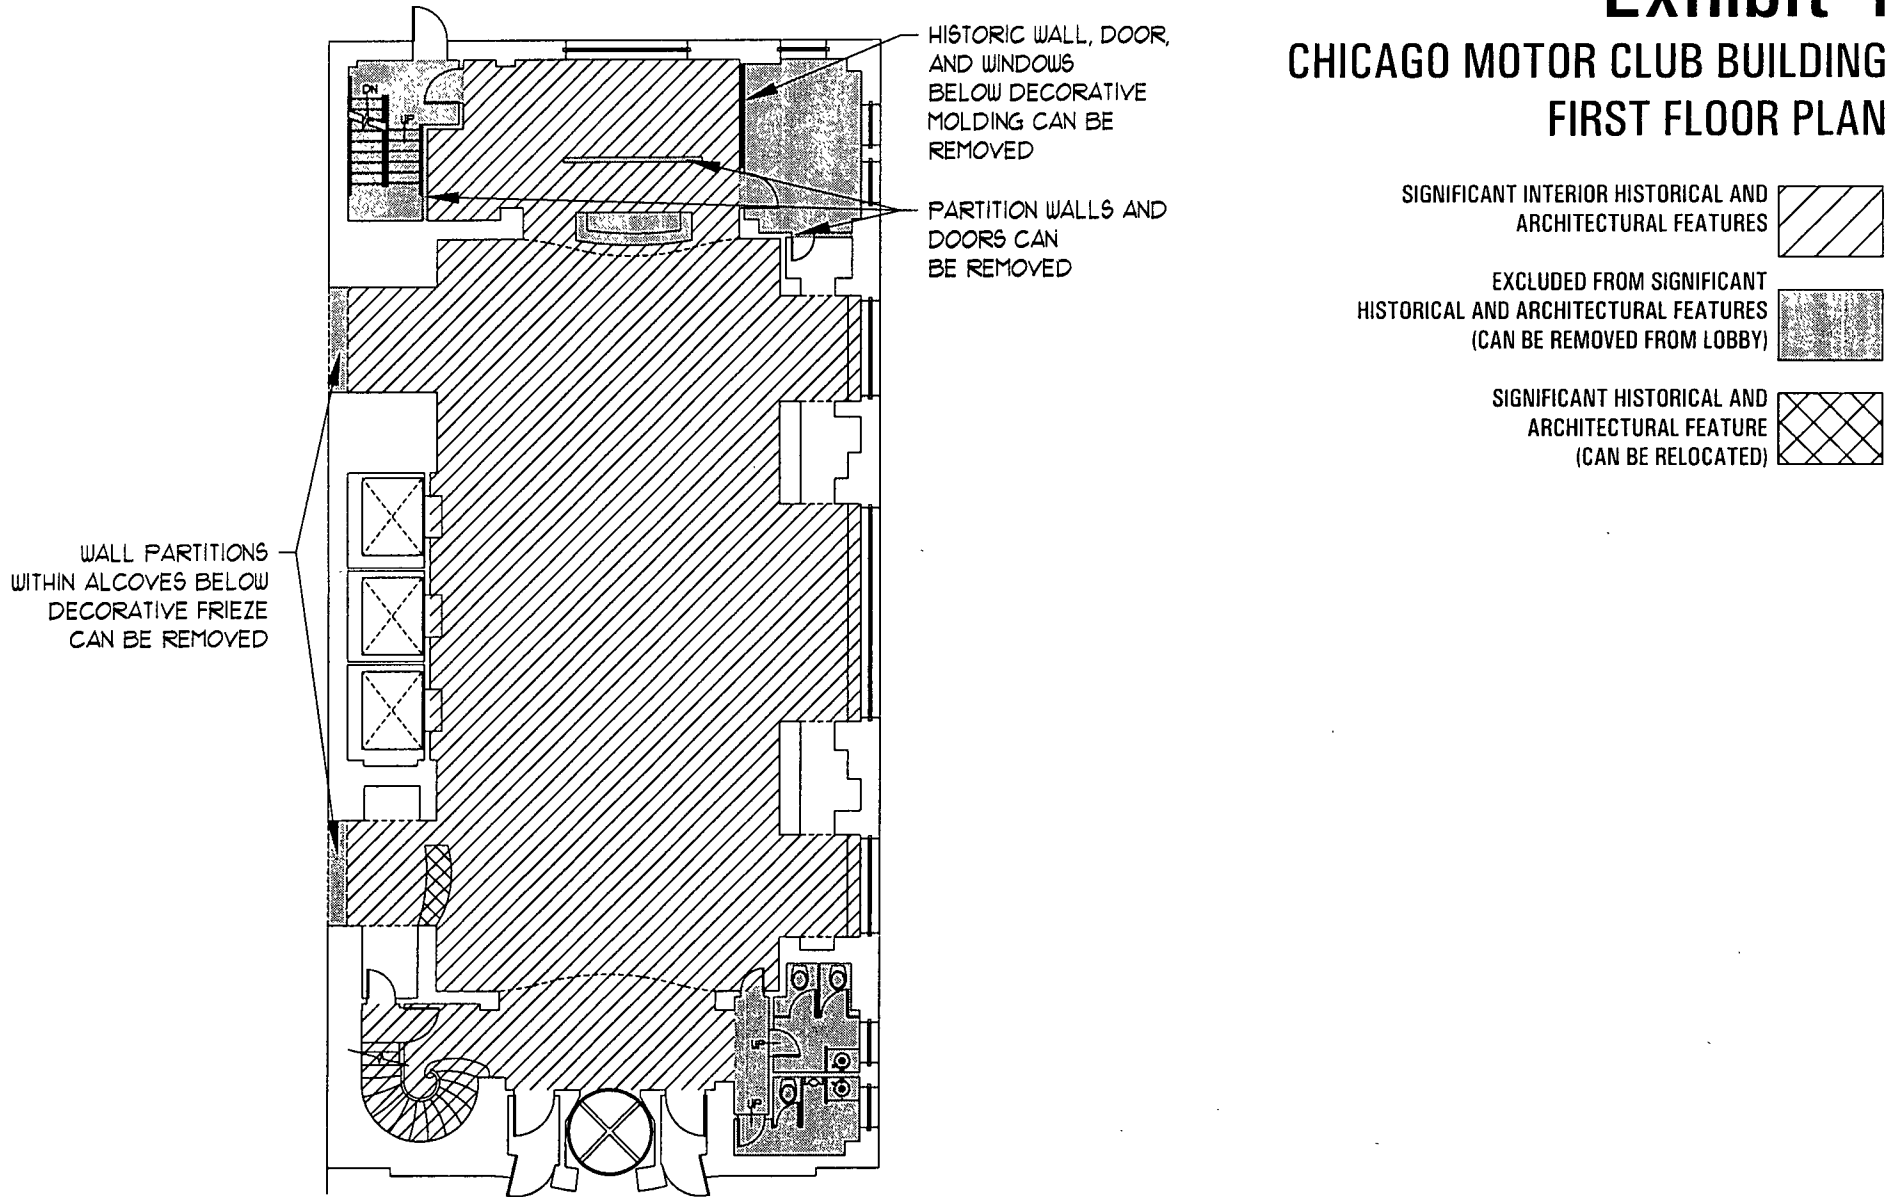 Exhibit 1
CHICAGO MOTOR CLUB BUILDING
FIRST FLOOR PLAN
HISTORIC WALL, DOOR,
AND WINDOWS
BELOW DECORATIVE
MOLDING CAN BE
REMOVED
PARTITION WALLS AND
DOORS CAN
BE REMOVED
SIGNIFICANT INTERIOR HISTORICAL AND
ARCHITECTURAL FEATURES
EXCLUDED FROM SIGNIFICANT
HISTORICAL AND ARCHITECTURAL FEATURES
(CAN BE REMOVED FROM LOBBY)
SIGNIFICANT HISTORICAL AND
ARCHITECTURAL FEATURE
(CAN BE RELOCATED)
DN
UP
WALL PARTITIONS
WITHIN ALCOVES BELOW
DECORATIVE FRIEZE
CAN BE REMOVED
UP
UP